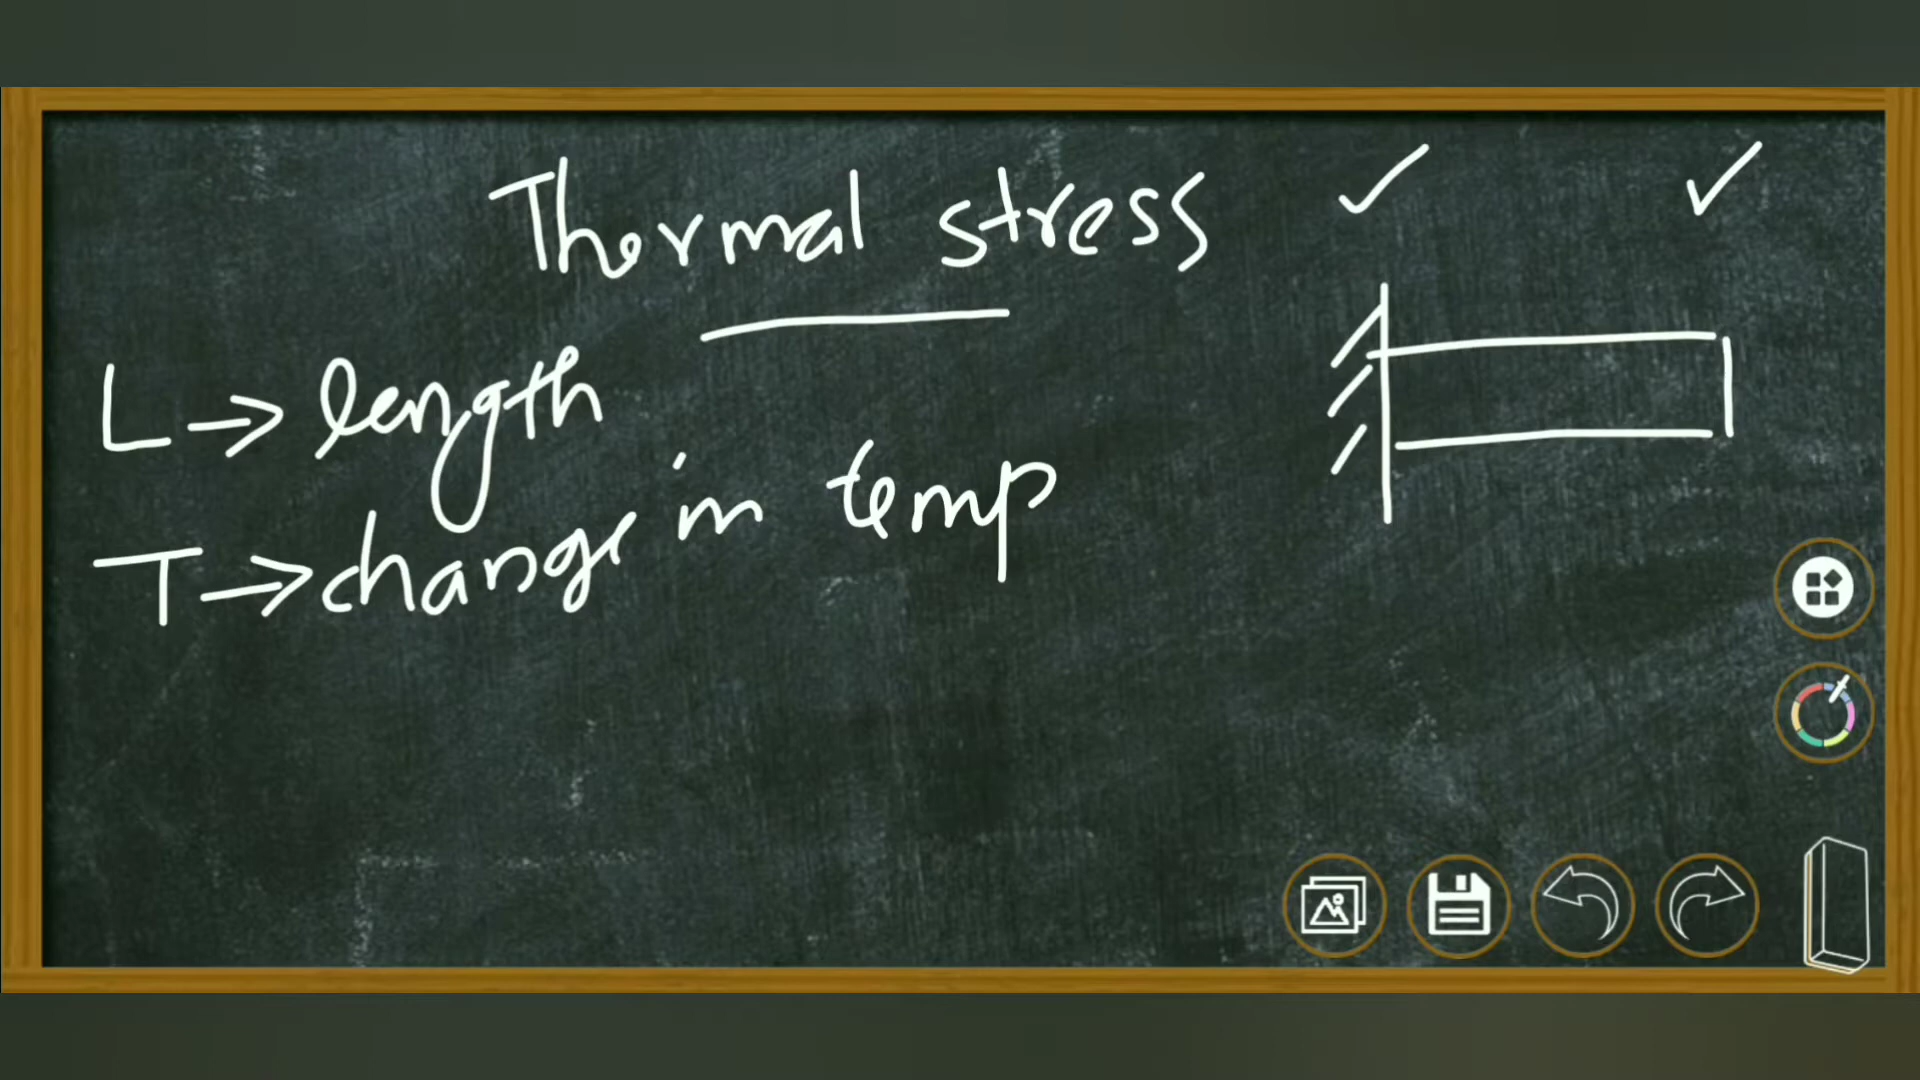 Thermal stress
L → length
T → change in temp